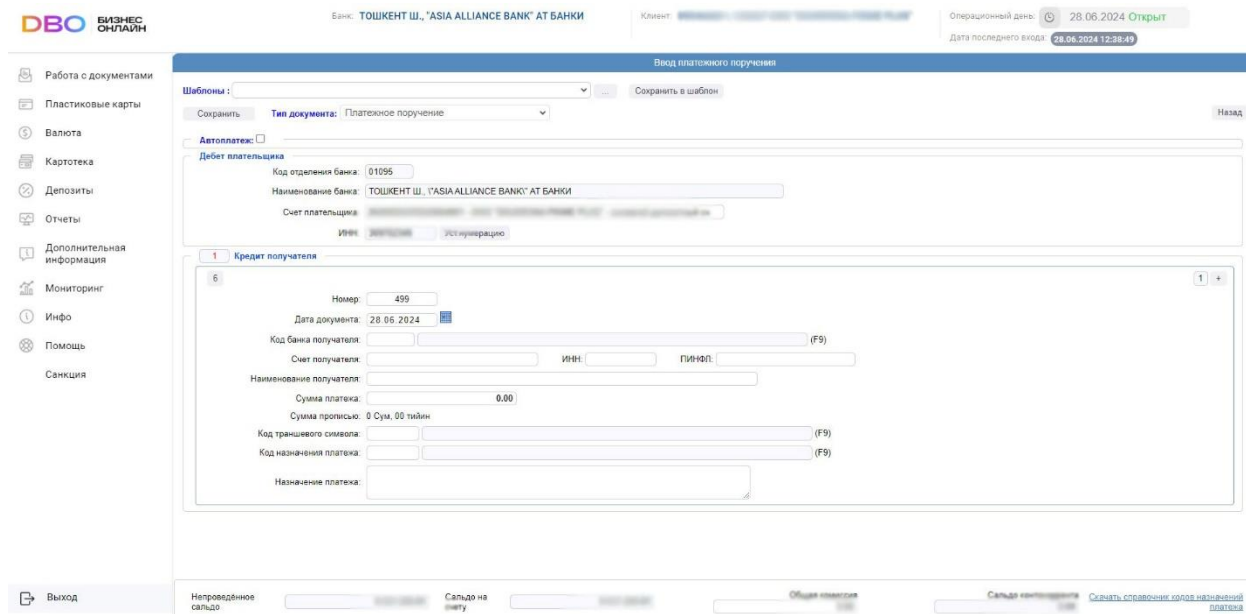 DBO БИЗНЕС ОНЛАЙН
Банк: ТОШКЕНТ Ш., "ASIA ALLIANCE BANK" АТ БАНКИ
Клиент:
Операционный день: 28.06.2024 Открыт
Дата последнего входа: 28.06.2024 12:38:49
Работа с документами
Пластиковые карты
Валюта
Картотека
Депозиты
Отчеты
Дополнительная
информация
Мониторинг
Инфо
Помощь
Санкция
Выход
Ввод платежного поручения
Шаблоны : ... Сохранить в шаблон
Сохранить Тип документа: Платежное поручение Назад
Автоплатеж:
Дебет плательщика
Код отделения банка: 01095
Наименование банка: ТОШКЕНТ Ш., \"ASIA ALLIANCE BANK\" АТ БАНКИ
Счет плательщика:
ИНН: Уст.нумерацию
1 Кредит получателя
6 1 +
Номер: 499
Дата документа: 28.06.2024
Код банка получателя: (F9)
Счет получателя: ИНН: ПИНФЛ:
Наименование получателя:
Сумма платежа: 0.00
Сумма прописью: 0 Сум, 00 тийин
Код траншевого символа: (F9)
Код назначения платежа: (F9)
Назначение платежа:
Непроведённое
сальдо
Сальдо на
счету
Общая комиссия
Сальдо контрагента
Скачать справочник кодов назначений
платежа